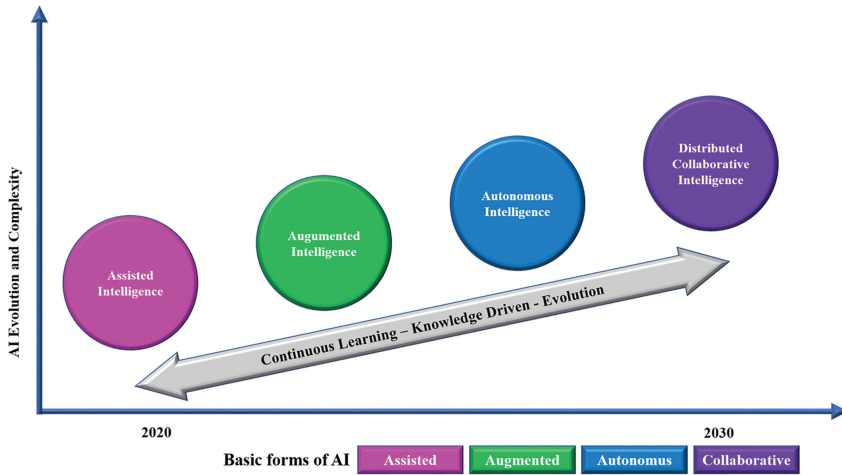 AI Evolution and Complexity
Assisted
Intelligence
Augumented
Intelligence
Autonomous
Intelligence
Distributed
Collaborative
Intelligence
Continuous Learning – Knowledge Driven - Evolution
2020
2030
Basic forms of AI
Assisted
Augmented
Autonomus
Collaborative